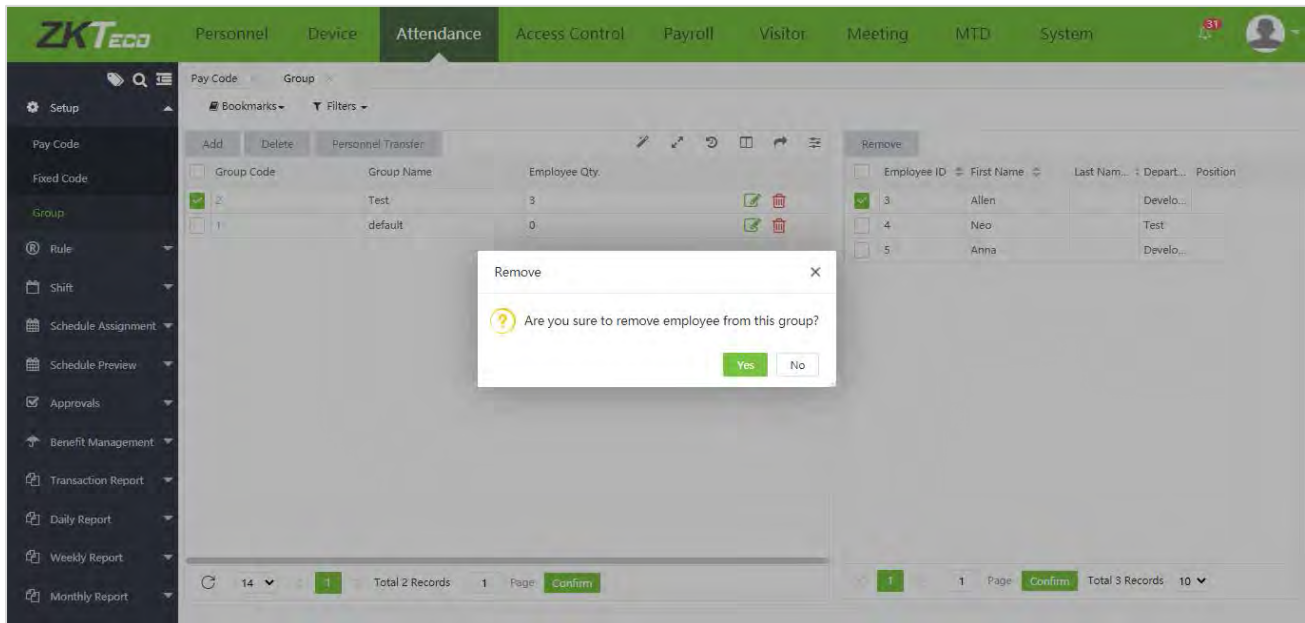 ZKTeco Personnel Device Attendance Access Control Payroll Visitor Meeting MTD System 31
Pay Code Group
Setup Bookmarks Filters
Pay Code Add Delete Personnel Transfer Remove
Group Code Group Name Employee Qty. Employee ID First Name Last Nam... Depart... Position
Fixed Code
2 Test 3 3 Allen Develo...
Group
1 default 0 4 Neo Test
Rule 5 Anna Develo...
Remove
Shift
Are you sure to remove employee from this group?
Schedule Assignment
Schedule Preview Yes No
Approvals
Benefit Management
Transaction Report
Daily Report
Weekly Report
14 1 Total 2 Records 1 Page Confirm 1 1 Page Confirm Total 3 Records 10
Monthly Report